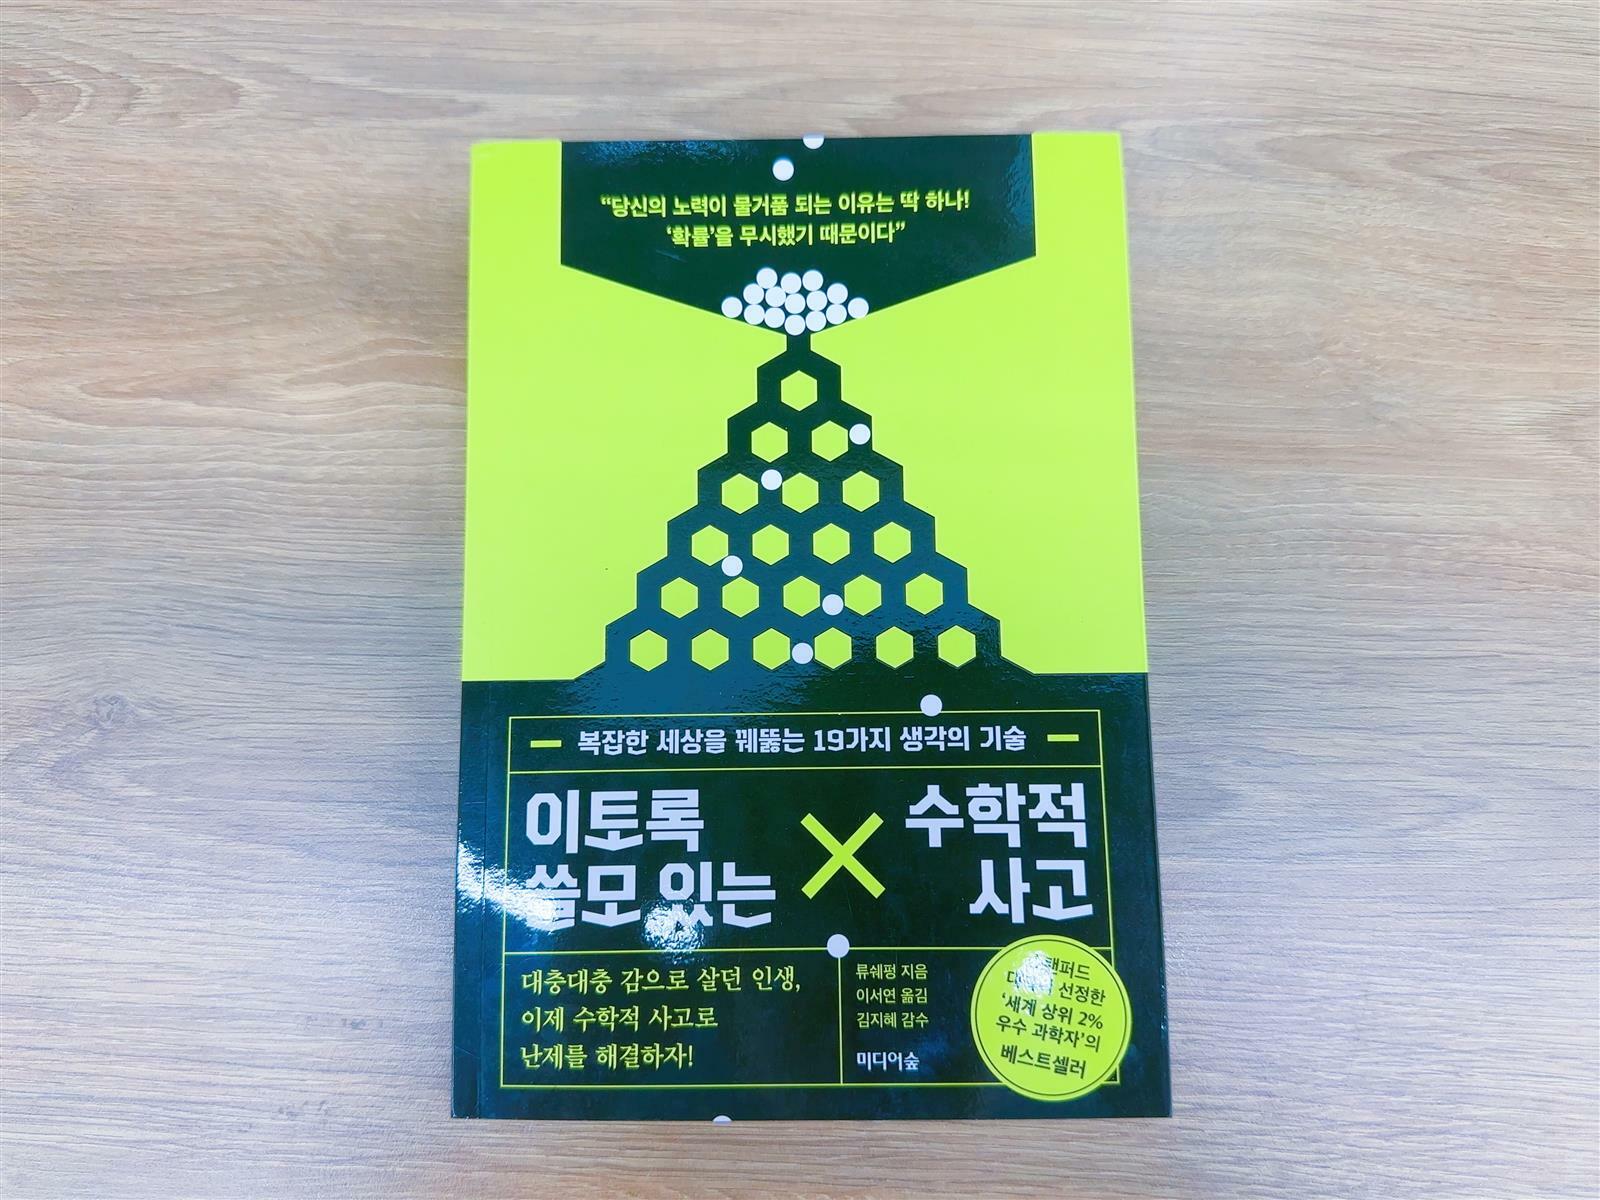 “당신의 노력이 물거품 되는 이유는 딱 하나!
‘확률’을 무시했기 때문이다”
복잡한 세상을 꿰뚫는 19가지 생각의 기술
이토록
쓸모 있는
×
수학적
사고
대충대충 감으로 살던 인생,
이제 수학적 사고로
난제를 해결하자!
류쉐펑 지음
이서연 옮김
김지혜 감수
미디어숲
선정한
‘세계 상위 2%
우수 과학자’의
베스트셀러